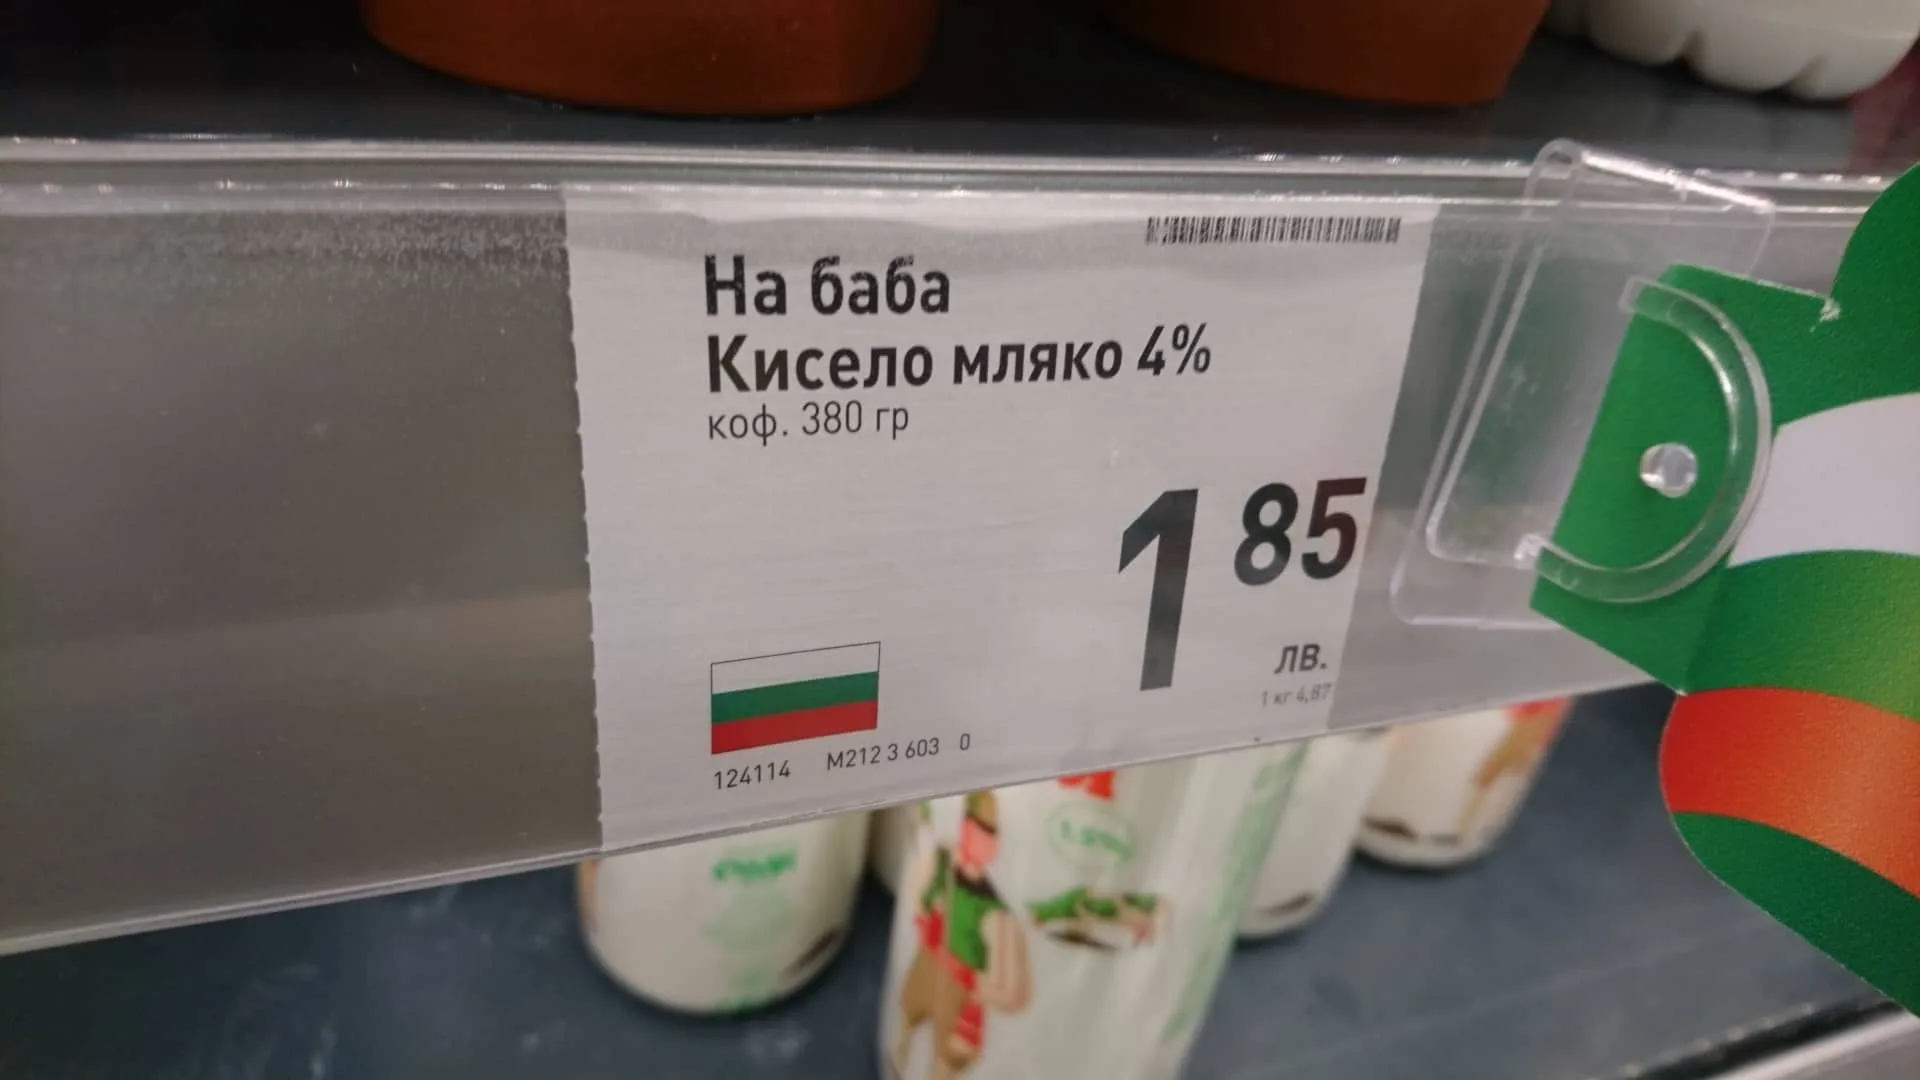 На баба
Кисело мляко 4%
коф. 380 гр
1 85
лв.
1 кг 4,87
124114 М212 3 603 0